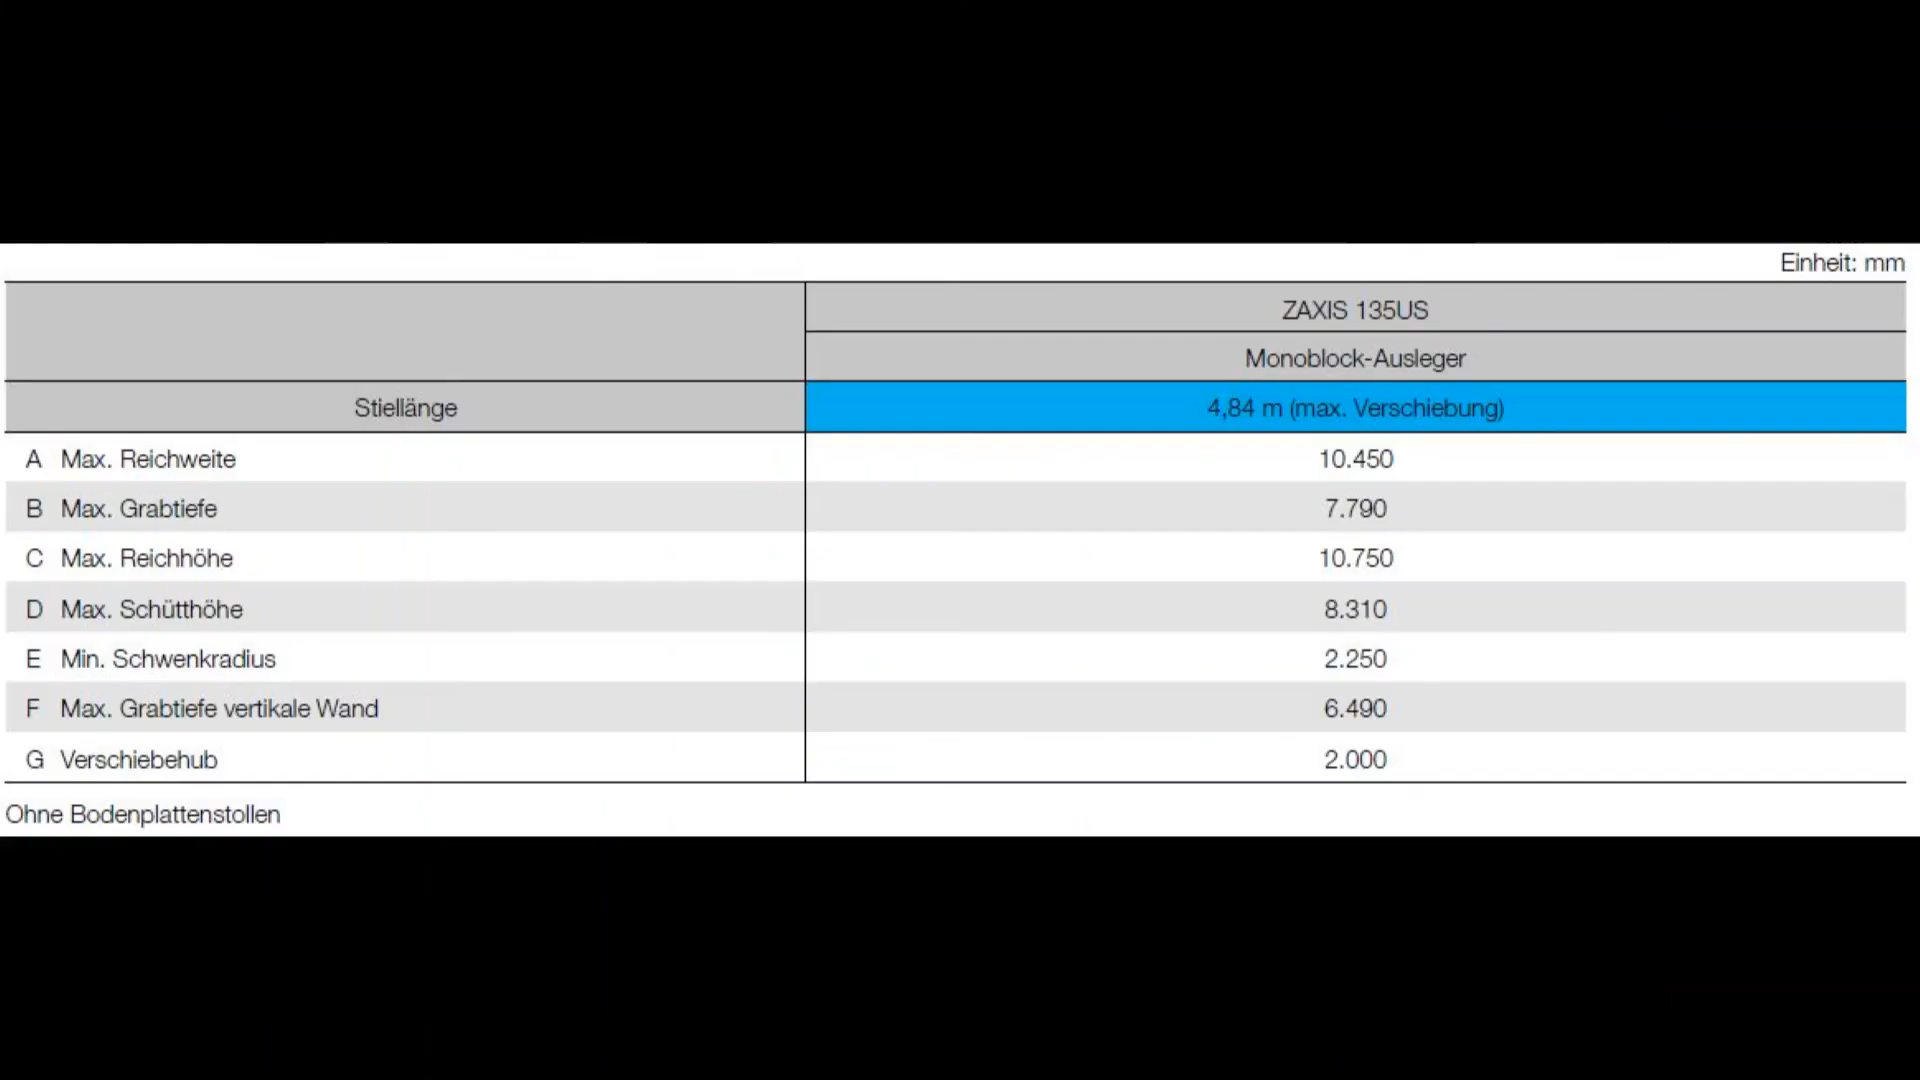 Einheit: mm
ZAXIS 135US
Monoblock-Ausleger
Stiellänge 4,84 m (max. Verschiebung)
A Max. Reichweite 10.450
B Max. Grabtiefe 7.790
C Max. Reichhöhe 10.750
D Max. Schütthöhe 8.310
E Min. Schwenkradius 2.250
F Max. Grabtiefe vertikale Wand 6.490
G Verschiebehub 2.000
Ohne Bodenplattenstollen